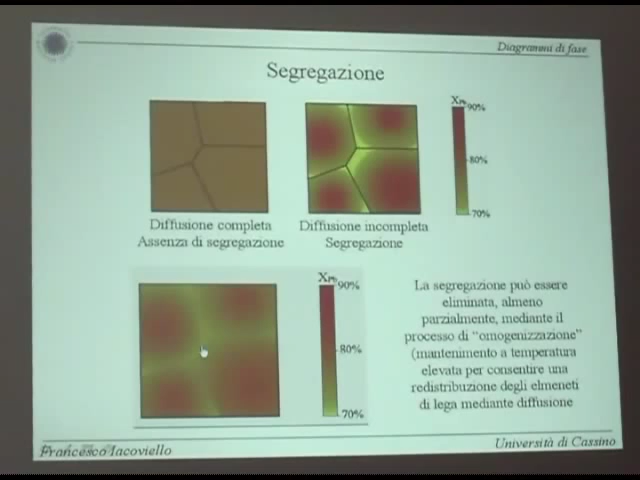 Diagrammi di fase
Segregazione
90%
80%
70%
Diffusione completa
Assenza di segregazione
Diffusione incompleta
Segregazione
90%
80%
70%
La segregazione può essere
eliminata, almeno
parzialmente, mediante il
processo di "omogenizzazione"
(mantenimento a temperatura
elevata per consentire una
redistribuzione degli elmeneti
di lega mediante diffusione
Francesco Iacoviello
Università di Cassino